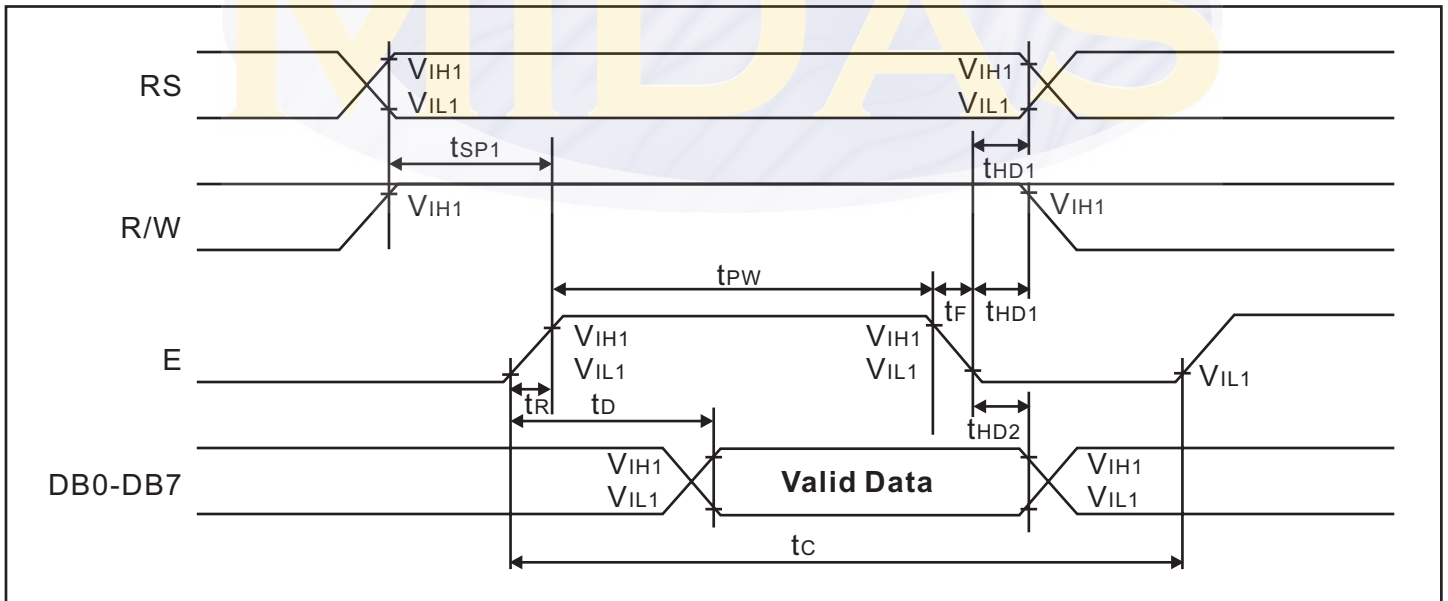 MIDAS
RS
VIH1
VIL1
VIH1
VIL1
tSP1
tHD1
R/W
VIH1
VIH1
tPW
tF
tHD1
E
VIH1
VIL1
VIH1
VIL1
VIL1
tR
tD
tHD2
DB0-DB7
VIH1
VIL1
Valid Data
VIH1
VIL1
tC